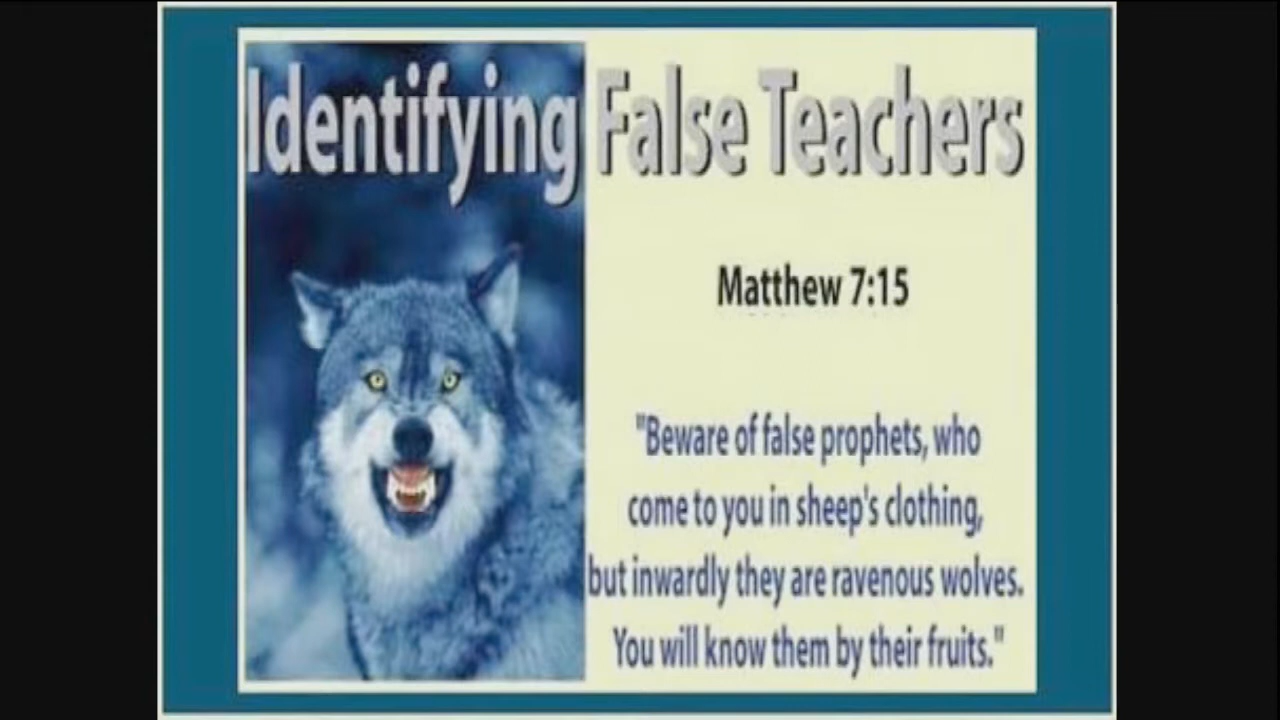 Identifying False Teachers
Matthew 7:15
"Beware of false prophets, who
come to you in sheep's clothing,
but inwardly they are ravenous wolves.
You will know them by their fruits."